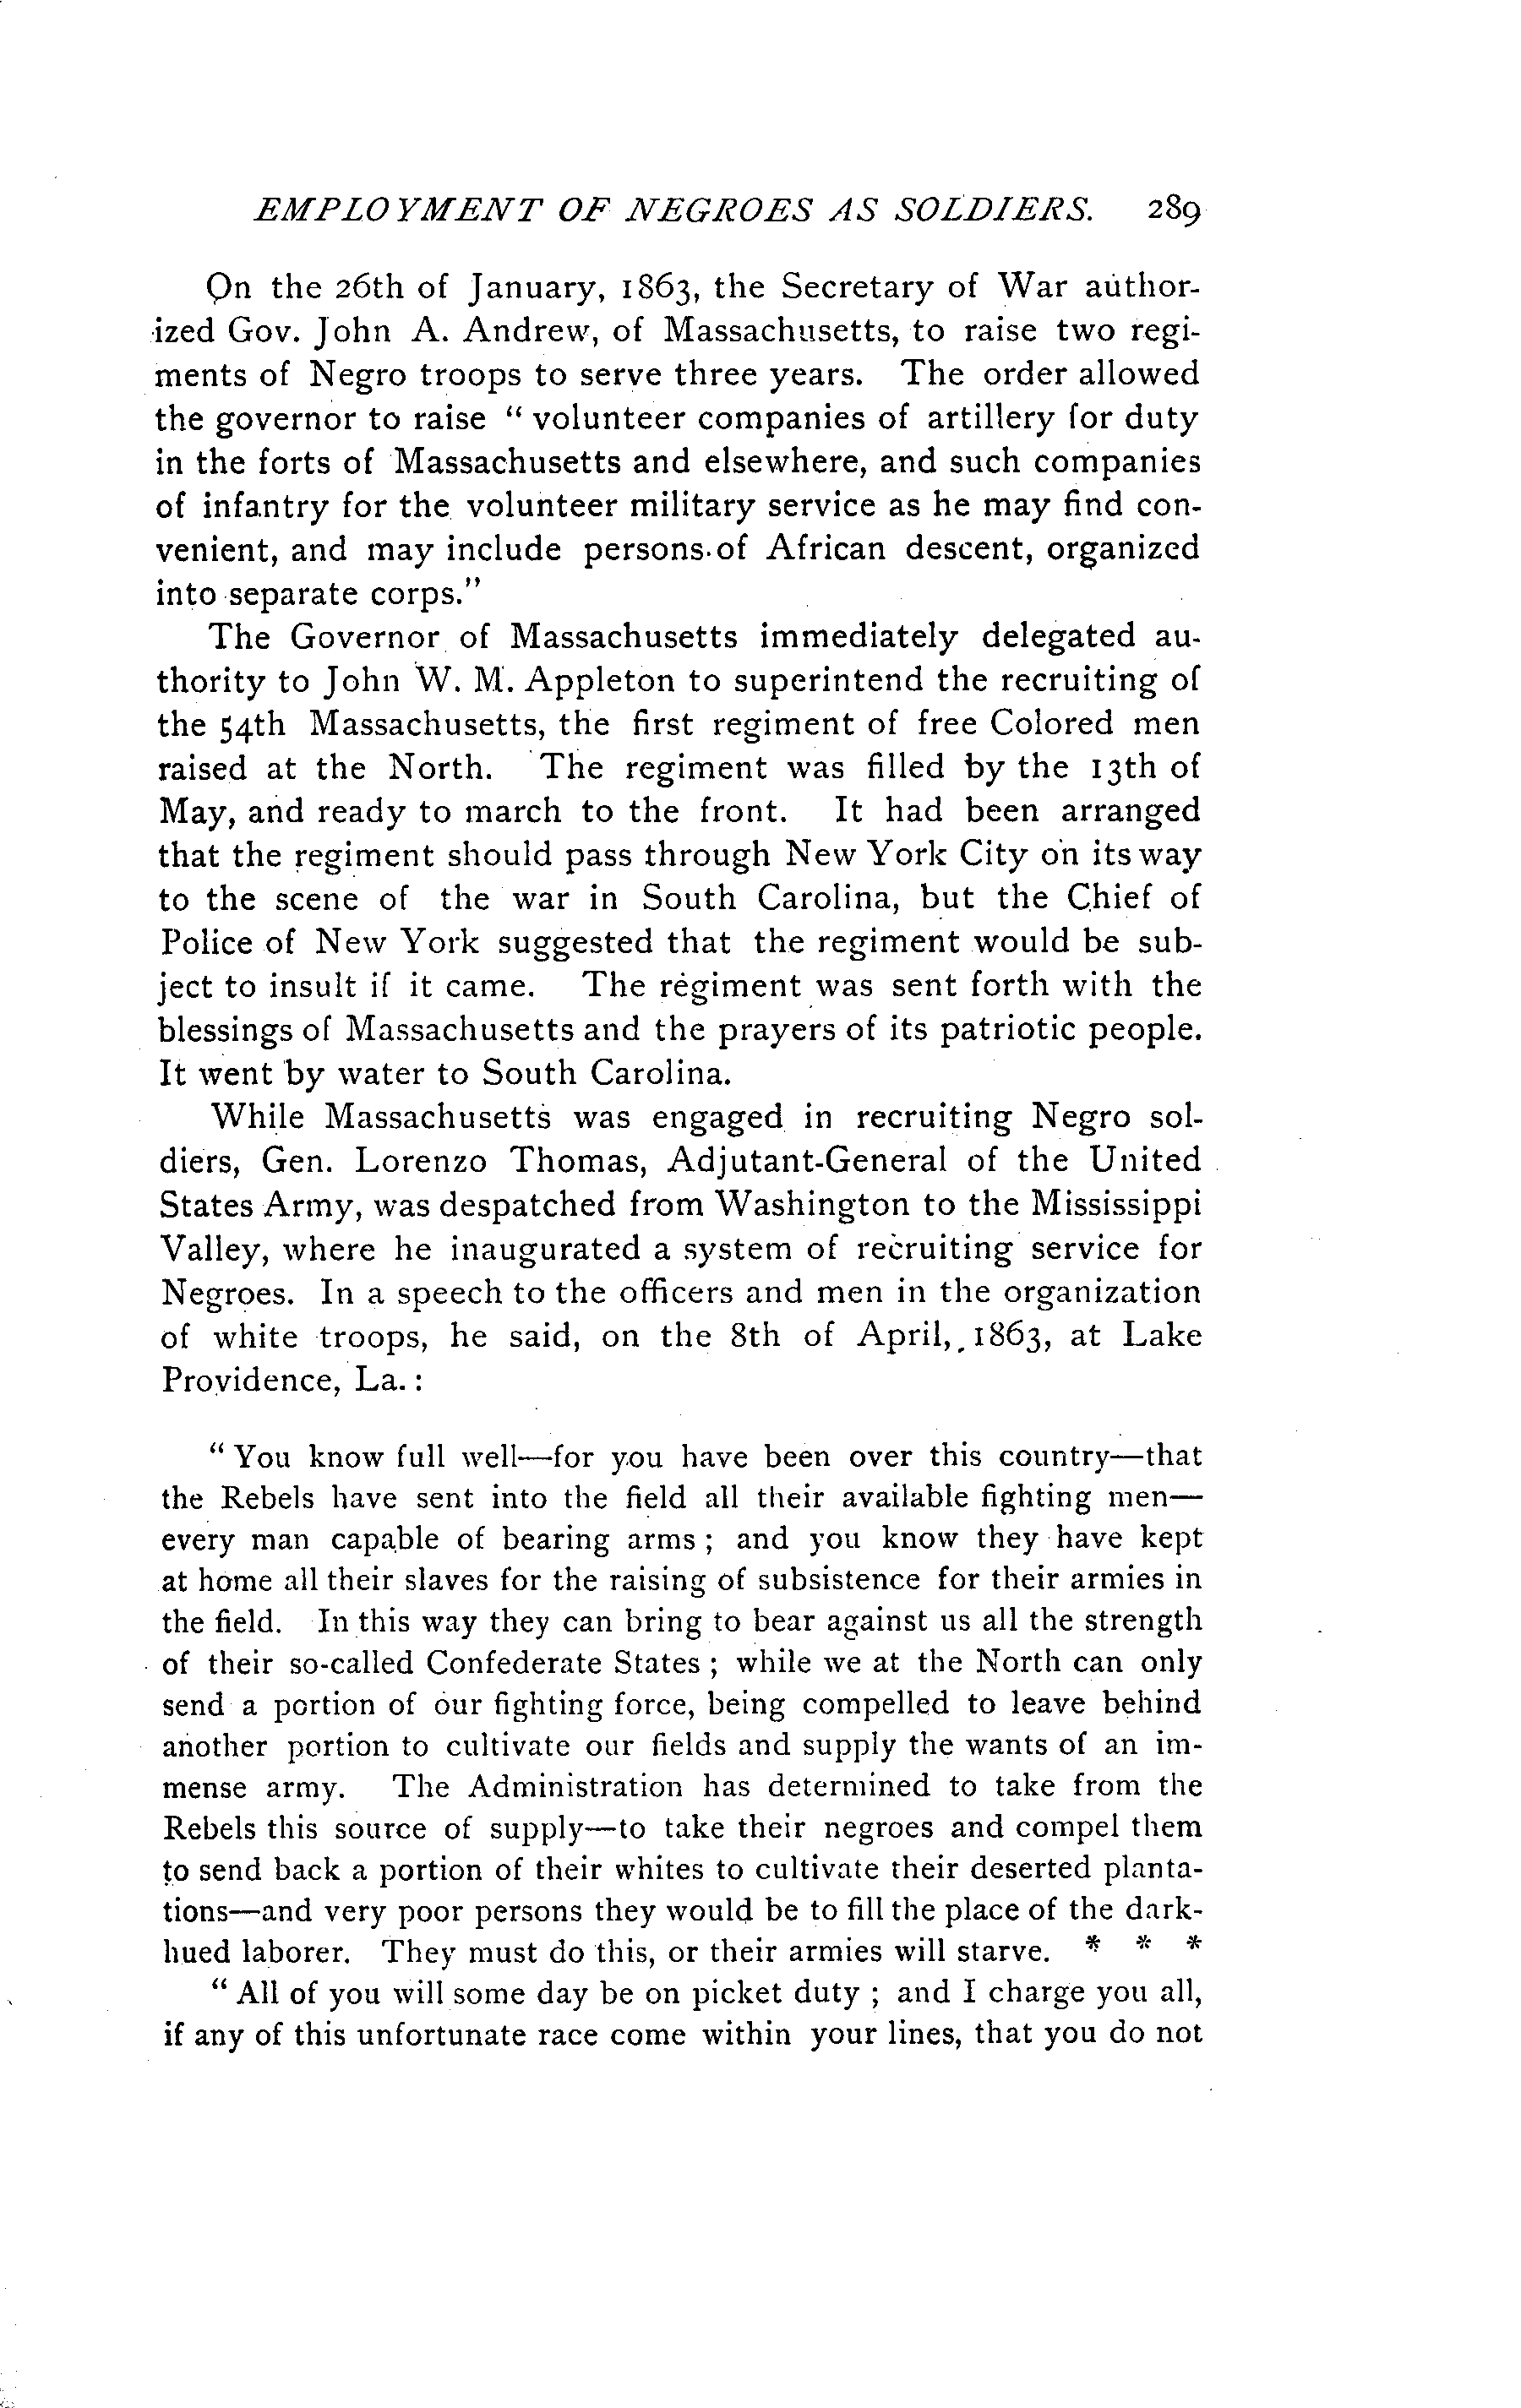 EMPLOYMENT OF NEGROES AS SOLDIERS. 289
On the 26th of January, 1863, the Secretary of War author-
ized Gov. John A. Andrew, of Massachusetts, to raise two regi-
ments of Negro troops to serve three years. The order allowed
the governor to raise “ volunteer companies of artillery for duty
in the forts of Massachusetts and elsewhere, and such companies
of infantry for the volunteer military service as he may find con-
venient, and may include persons of African descent, organized
into separate corps.”
The Governor of Massachusetts immediately delegated au-
thority to John W. M. Appleton to superintend the recruiting of
the 54th Massachusetts, the first regiment of free Colored men
raised at the North. The regiment was filled by the 13th of
May, and ready to march to the front. It had been arranged
that the regiment should pass through New York City on its way
to the scene of the war in South Carolina, but the Chief of
Police of New York suggested that the regiment would be sub-
ject to insult if it came. The regiment was sent forth with the
blessings of Massachusetts and the prayers of its patriotic people.
It went by water to South Carolina.
While Massachusetts was engaged in recruiting Negro sol-
diers, Gen. Lorenzo Thomas, Adjutant-General of the United
States Army, was despatched from Washington to the Mississippi
Valley, where he inaugurated a system of recruiting service for
Negroes. In a speech to the officers and men in the organization
of white troops, he said, on the 8th of April, 1863, at Lake
Providence, La. :
“ You know full well—for you have been over this country—that
the Rebels have sent into the field all their available fighting men—
every man capable of bearing arms ; and you know they have kept
at home all their slaves for the raising of subsistence for their armies in
the field. In this way they can bring to bear against us all the strength
of their so-called Confederate States ; while we at the North can only
send a portion of our fighting force, being compelled to leave behind
another portion to cultivate our fields and supply the wants of an im-
mense army. The Administration has determined to take from the
Rebels this source of supply—to take their negroes and compel them
to send back a portion of their whites to cultivate their deserted planta-
tions—and very poor persons they would be to fill the place of the dark-
hued laborer. They must do this, or their armies will starve. * * *
“ All of you will some day be on picket duty ; and I charge you all,
if any of this unfortunate race come within your lines, that you do not